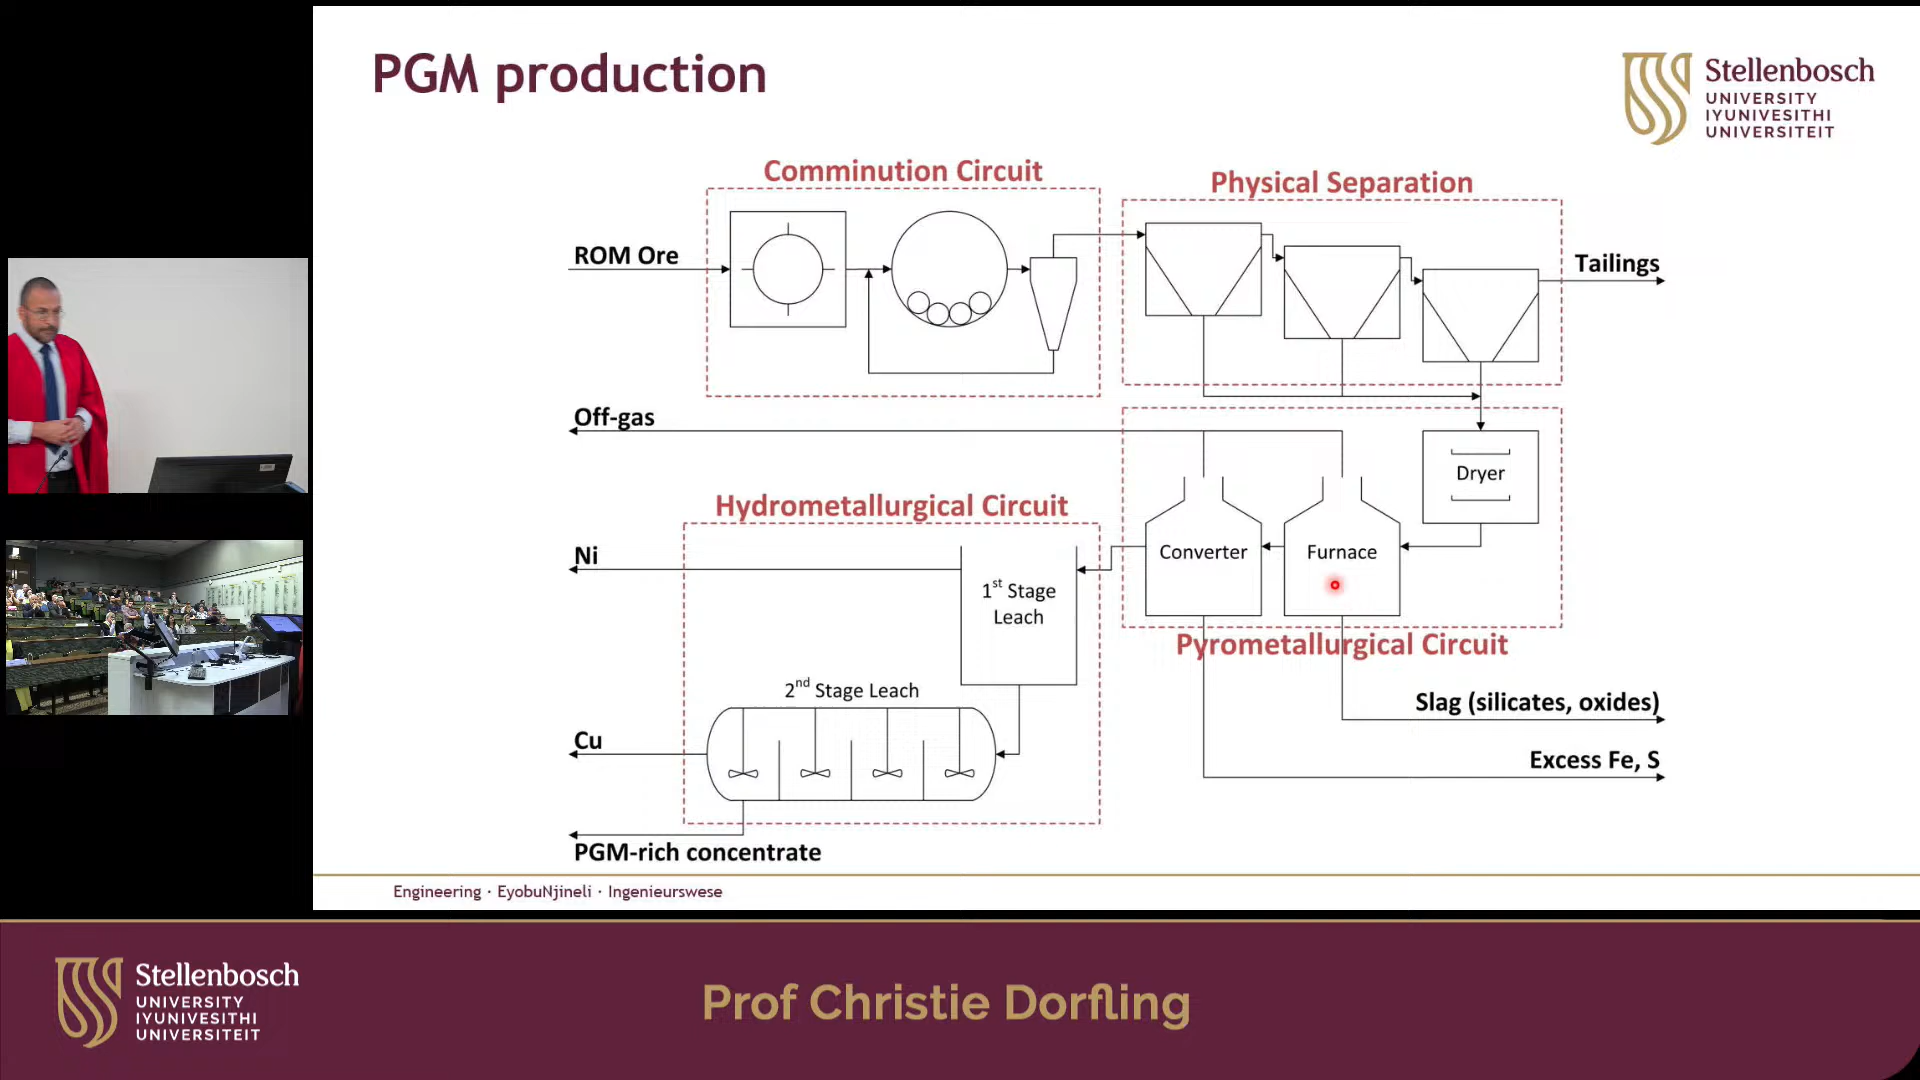 PGM production
Stellenbosch
UNIVERSITY
IYUNIVESITHI
UNIVERSITEIT
Comminution Circuit
Physical Separation
ROM Ore
Tailings
Off-gas
Dryer
Hydrometallurgical Circuit
Converter
Furnace
Ni
1st Stage
Leach
Pyrometallurgical Circuit
2nd Stage Leach
Slag (silicates, oxides)
Cu
Excess Fe, S
PGM-rich concentrate
Engineering · EyobuNjineli · Ingenieurswese
Stellenbosch
UNIVERSITY
IYUNIVESITHI
UNIVERSITEIT
Prof Christie Dorfling